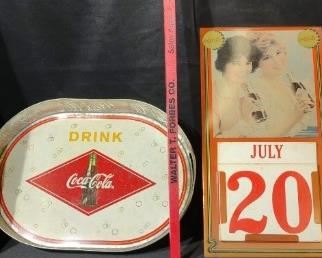 DRINK
Coca-Cola
WALTER T. FORBES CO.
JULY
20